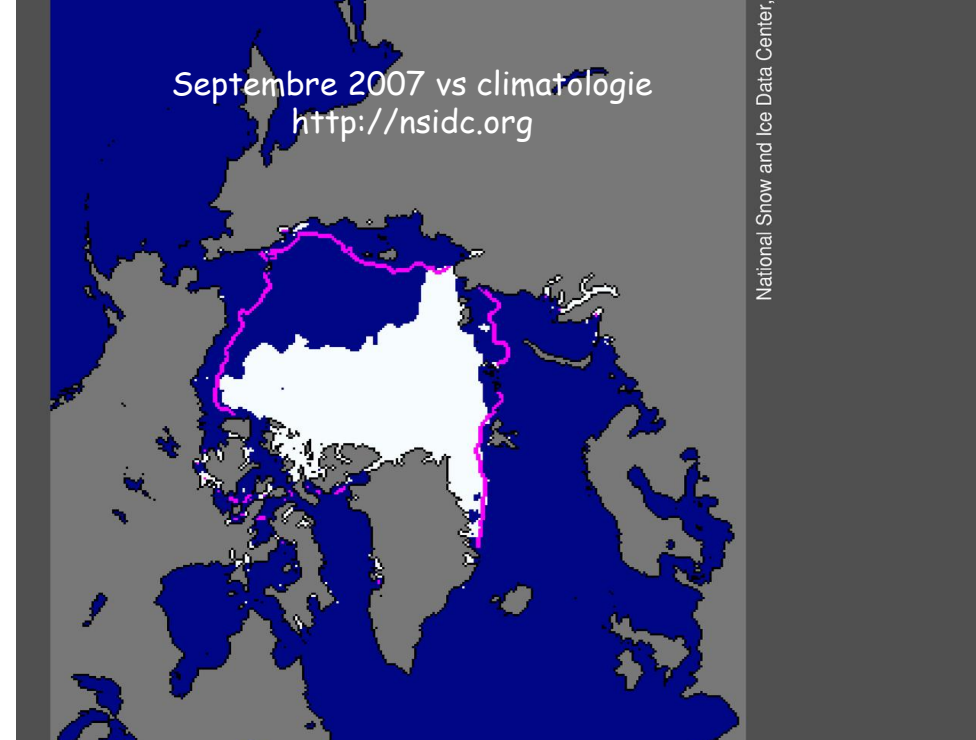 Septembre 2007 vs climatologie
http://nsidc.org
National Snow and Ice Data Center,